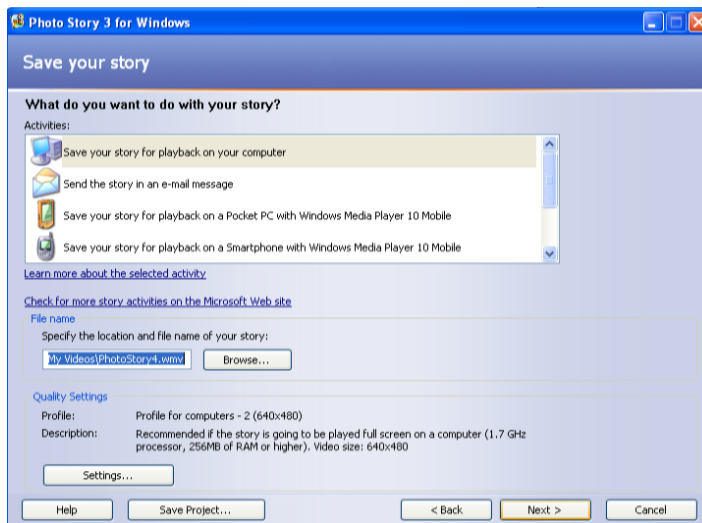 Photo Story 3 for Windows
Save your story
What do you want to do with your story?
Activities:
Save your story for playback on your computer
Send the story in an e-mail message
Save your story for playback on a Pocket PC with Windows Media Player 10 Mobile
Save your story for playback on a Smartphone with Windows Media Player 10 Mobile
Learn more about the selected activity
Check for more story activities on the Microsoft Web site
File name
Specify the location and file name of your story:
My Videos\PhotoStory4.wmv Browse...
Quality Settings
Profile: Profile for computers - 2 (640x480)
Description: Recommended if the story is going to be played full screen on a computer (1.7 GHz
processor, 256MB of RAM or higher). Video size: 640x480
Settings...
Help Save Project... < Back Next > Cancel